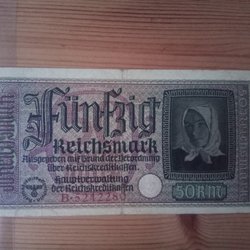 Fünfzig
Reichsmark
Ausgegeben auf Grund der Verordnung
über Reichskreditkassen
Hauptverwaltung
der Reichskreditkassen
50 RM